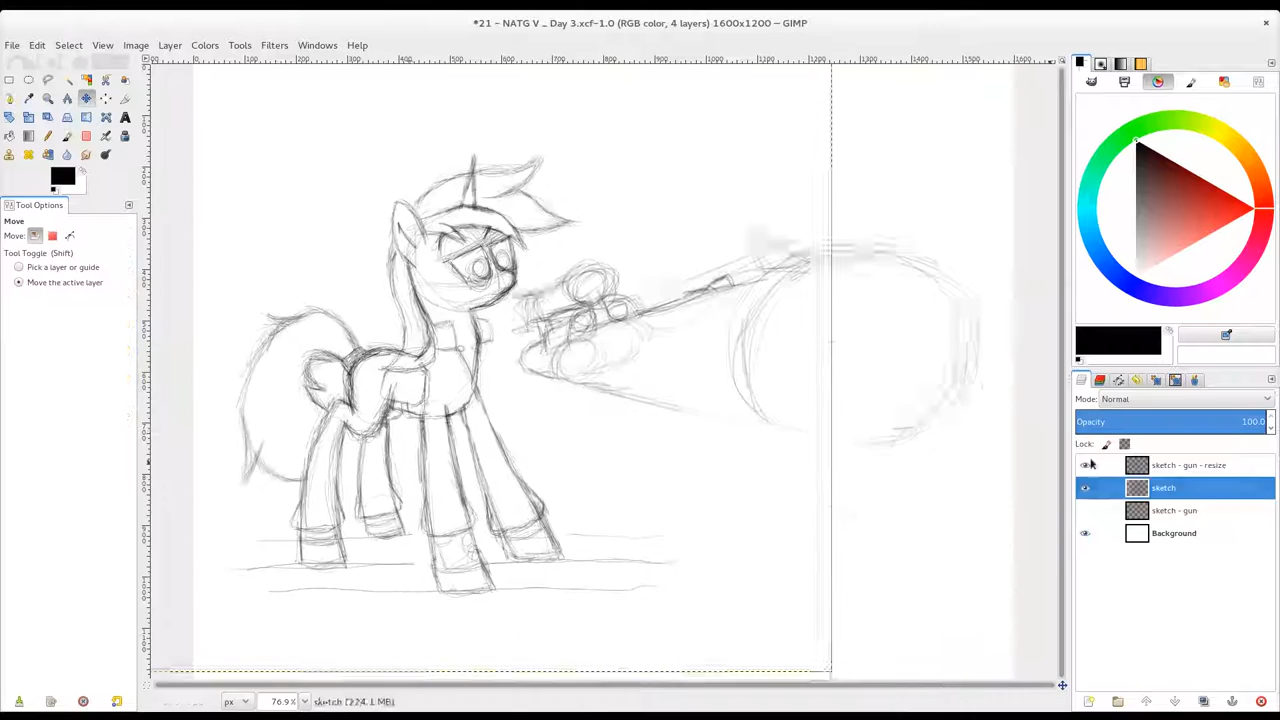 *21 - NATG V _ Day 3.xcf-1.0 (RGB color, 4 layers) 1600x1200 – GIMP
File Edit Select View Image Layer Colors Tools Filters Windows Help
Tool Options
Move
Move:
Tool Toggle (Shift)
Pick a layer or guide
Move the active layer
Mode: Normal
Opacity 100.0
Lock:
sketch - gun - resize
sketch
sketch - gun
Background
px 76.9%